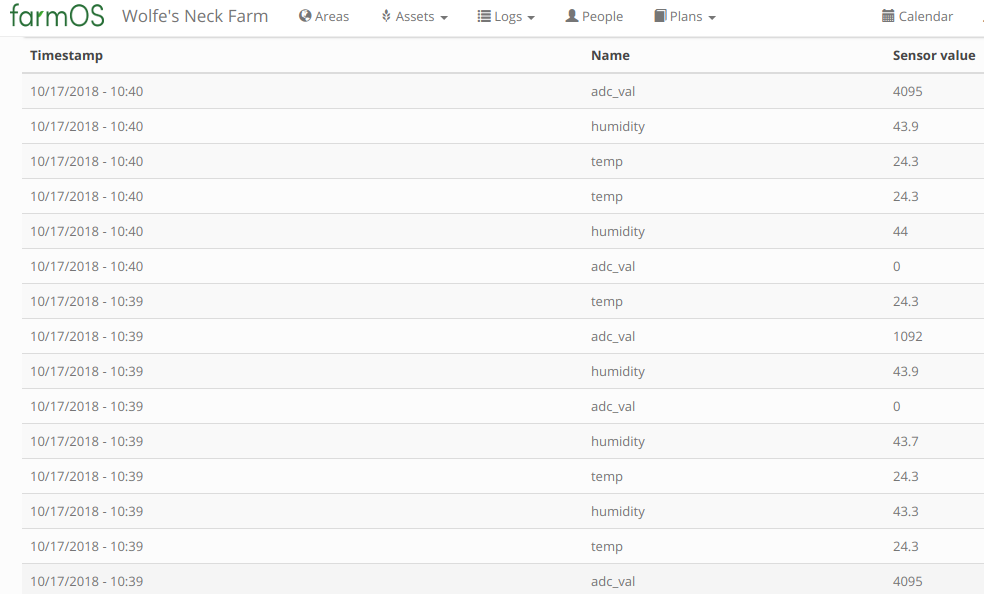 farmOS Wolfe's Neck Farm Areas Assets Logs People Plans Calendar
Timestamp Name Sensor value
10/17/2018 - 10:40 adc_val 4095
10/17/2018 - 10:40 humidity 43.9
10/17/2018 - 10:40 temp 24.3
10/17/2018 - 10:40 temp 24.3
10/17/2018 - 10:40 humidity 44
10/17/2018 - 10:40 adc_val 0
10/17/2018 - 10:39 temp 24.3
10/17/2018 - 10:39 adc_val 1092
10/17/2018 - 10:39 humidity 43.9
10/17/2018 - 10:39 adc_val 0
10/17/2018 - 10:39 humidity 43.7
10/17/2018 - 10:39 temp 24.3
10/17/2018 - 10:39 humidity 43.3
10/17/2018 - 10:39 temp 24.3
10/17/2018 - 10:39 adc_val 4095